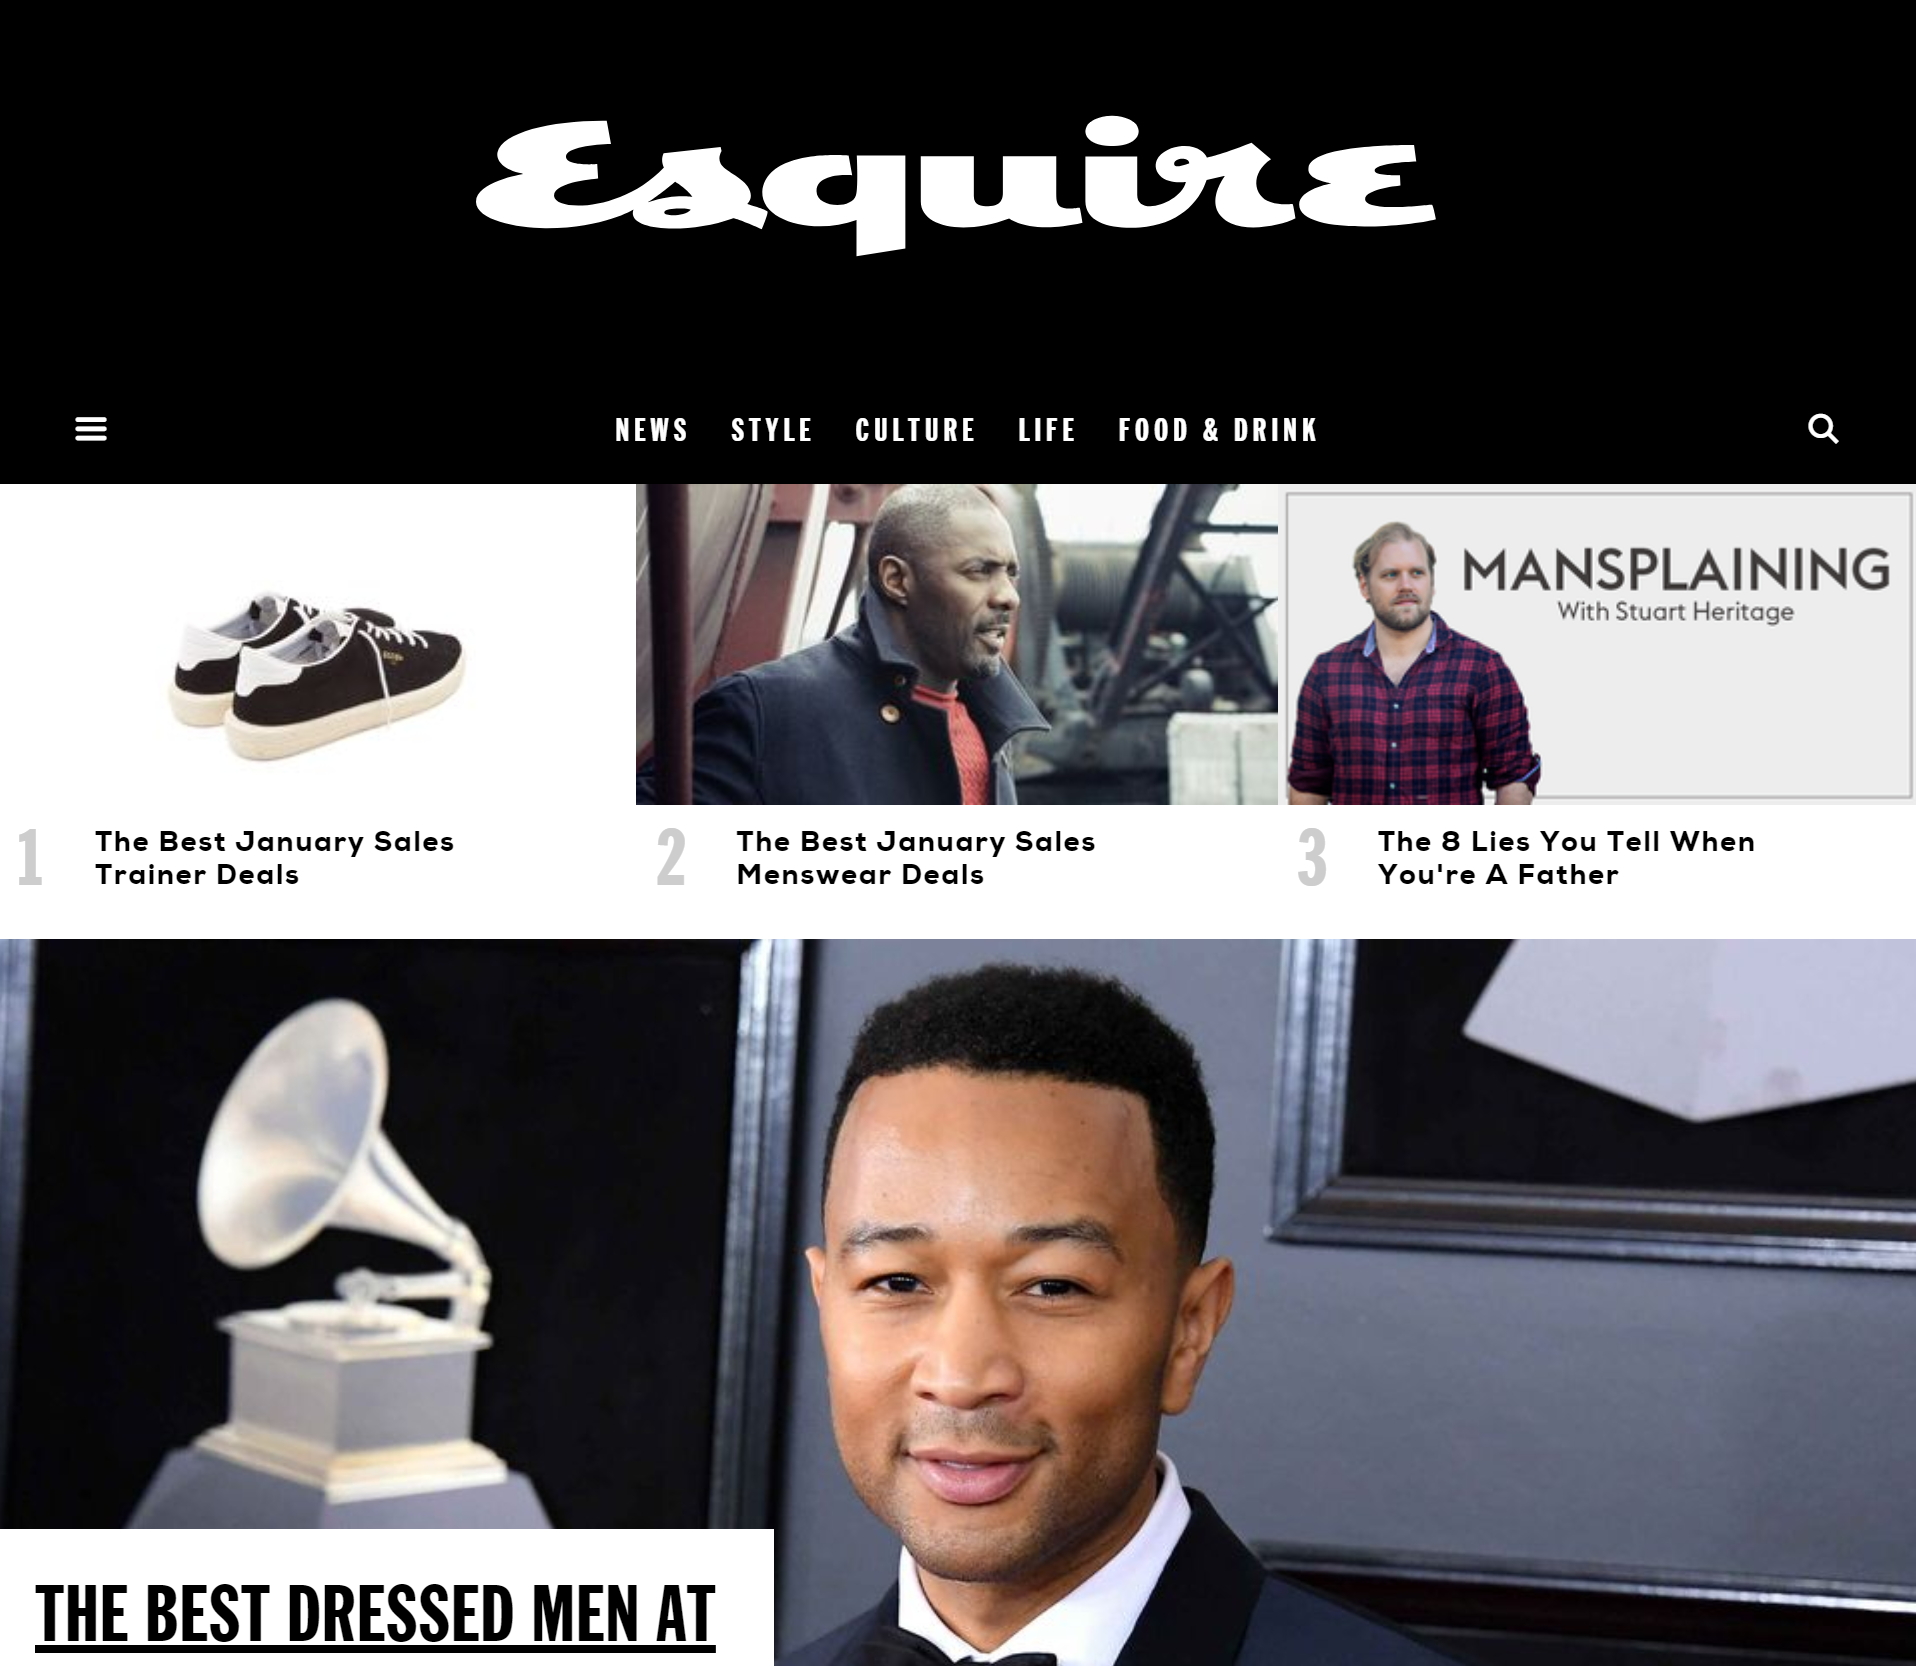 Esquire
NEWS STYLE CULTURE LIFE FOOD & DRINK
MANSPLAINING
With Stuart Heritage
1 The Best January Sales
Trainer Deals
2 The Best January Sales
Menswear Deals
3 The 8 Lies You Tell When
You're A Father
THE BEST DRESSED MEN AT